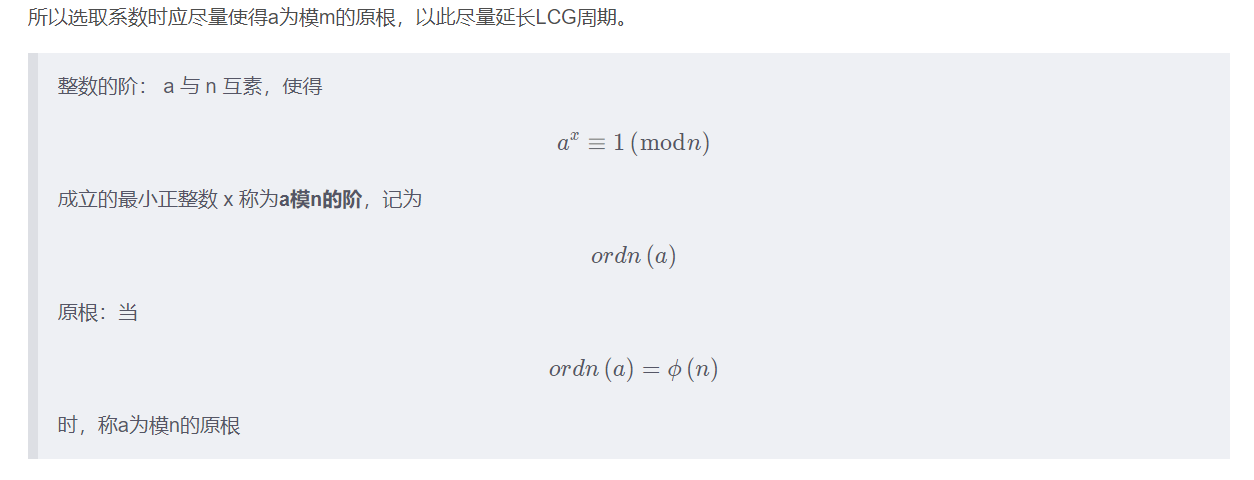 所以选取系数时应尽量使得a为模m的原根，以此尽量延长LCG周期。
整数的阶： a 与 n 互素，使得
aˣ ≡ 1 (modn)
成立的最小正整数 x 称为a模n的阶，记为
ordn (a)
原根：当
ordn (a) = ϕ (n)
时，称a为模n的原根